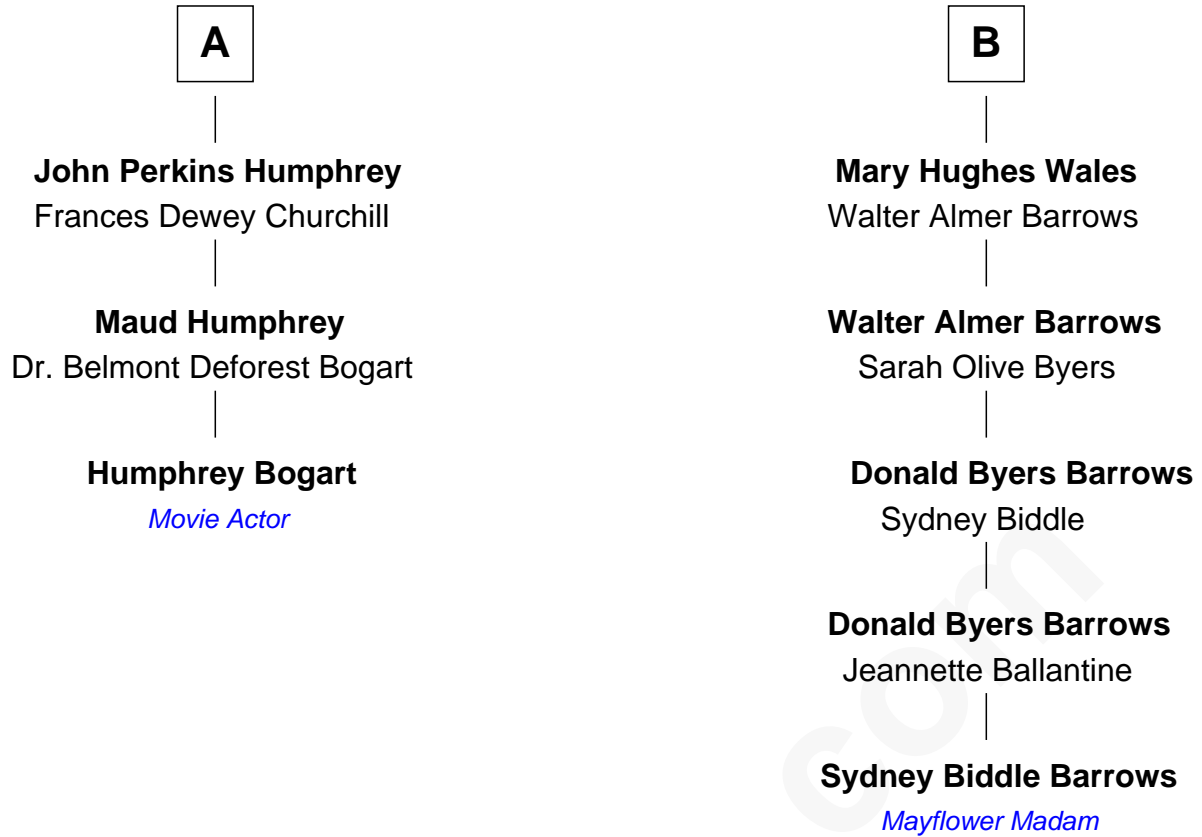 A
John Perkins Humphrey
Frances Dewey Churchill
Maud Humphrey
Dr. Belmont Deforest Bogart
Humphrey Bogart
Movie Actor
B
Mary Hughes Wales
Walter Almer Barrows
Walter Almer Barrows
Sarah Olive Byers
Donald Byers Barrows
Sydney Biddle
Donald Byers Barrows
Jeannette Ballantine
Sydney Biddle Barrows
Mayflower Madam
com